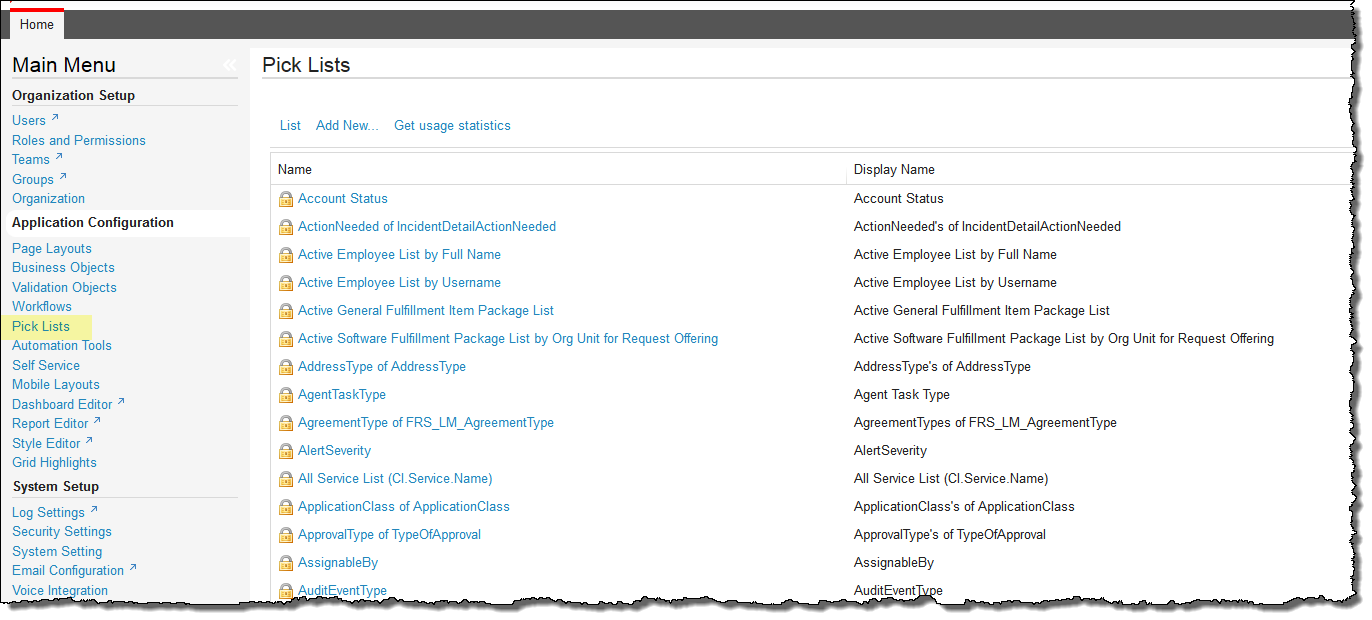 Home
Main Menu
Organization Setup
Users
Roles and Permissions
Teams
Groups
Organization
Application Configuration
Page Layouts
Business Objects
Validation Objects
Workflows
Pick Lists
Automation Tools
Self Service
Mobile Layouts
Dashboard Editor
Report Editor
Style Editor
Grid Highlights
System Setup
Log Settings
Security Settings
System Setting
Email Configuration
Voice Integration
Pick Lists
List Add New... Get usage statistics
Name Display Name
Account Status Account Status
ActionNeeded of IncidentDetailActionNeeded ActionNeeded's of IncidentDetailActionNeeded
Active Employee List by Full Name Active Employee List by Full Name
Active Employee List by Username Active Employee List by Username
Active General Fulfillment Item Package List Active General Fulfillment Item Package List
Active Software Fulfillment Package List by Org Unit for Request Offering Active Software Fulfillment Package List by Org Unit for Request Offering
AddressType of AddressType AddressType's of AddressType
AgentTaskType Agent Task Type
AgreementType of FRS_LM_AgreementType AgreementTypes of FRS_LM_AgreementType
AlertSeverity AlertSeverity
All Service List (CI.Service.Name) All Service List (CI.Service.Name)
ApplicationClass of ApplicationClass ApplicationClass's of ApplicationClass
ApprovalType of TypeOfApproval ApprovalType's of TypeOfApproval
AssignableBy AssignableBy
AuditEventType AuditEventType